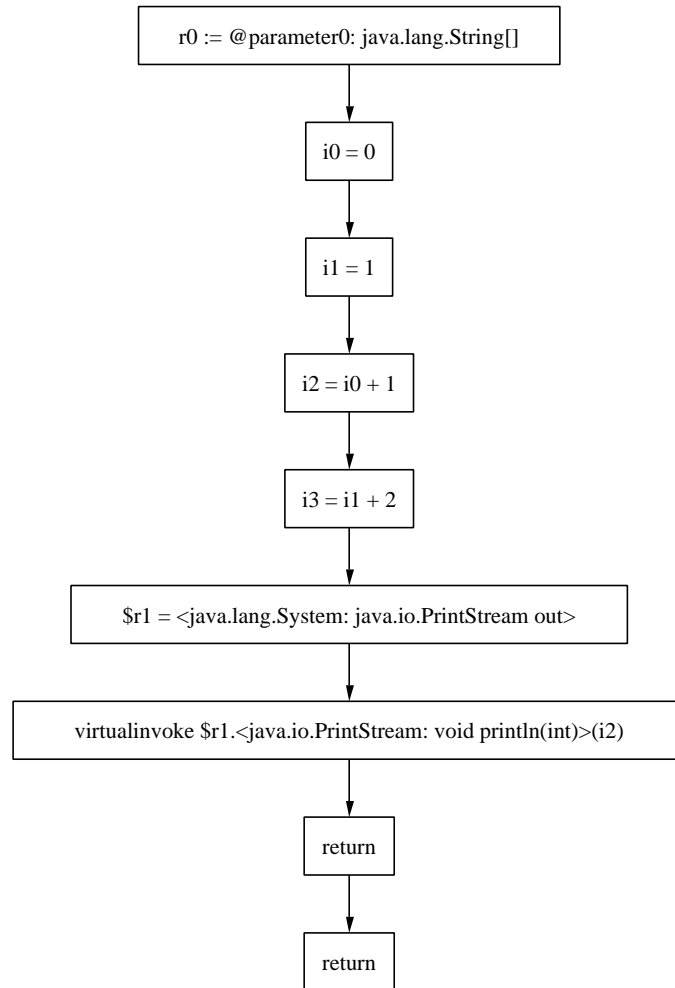 r0 := @parameter0: java.lang.String[]
i0 = 0
i1 = 1
i2 = i0 + 1
i3 = i1 + 2
$r1 = <java.lang.System: java.io.PrintStream out>
virtualinvoke $r1.<java.io.PrintStream: void println(int)>(i2)
return
return